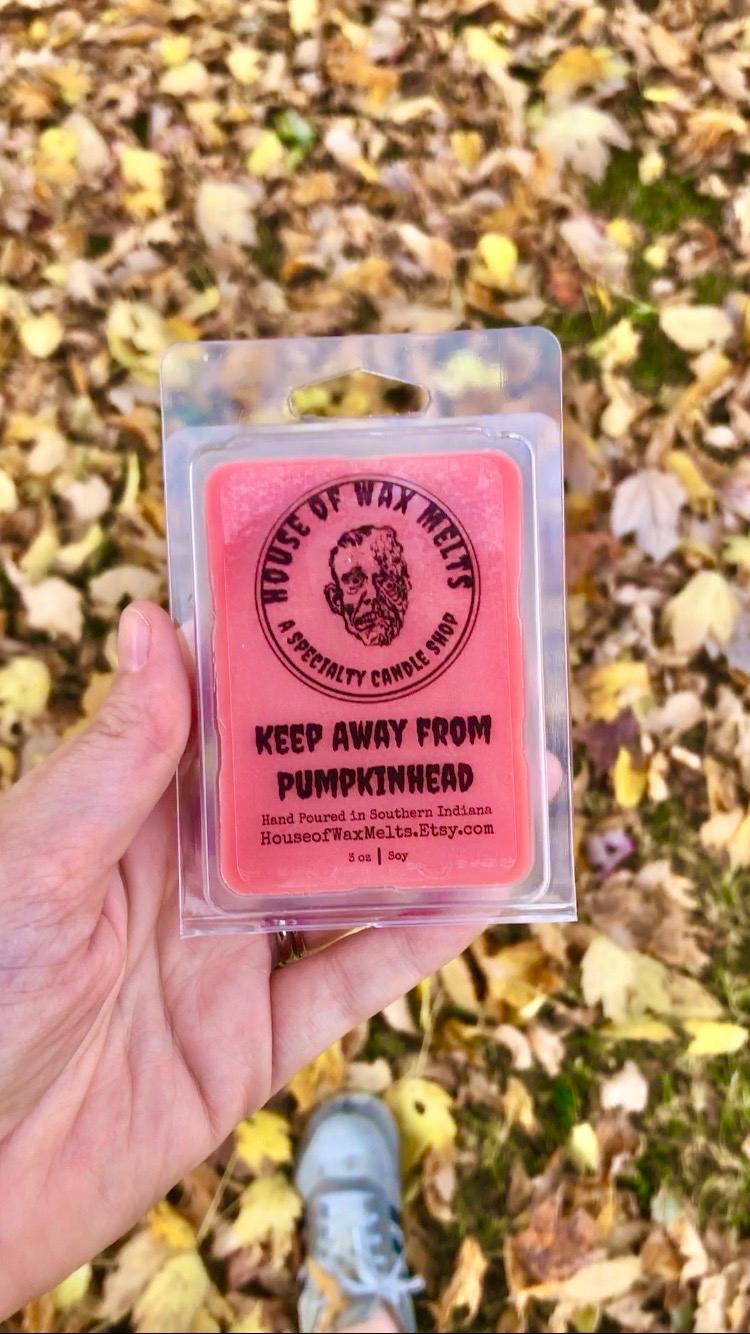 HOUSE OF WAX MELTS
A SPECIALTY CANDLE SHOP
KEEP AWAY FROM
PUMPKINHEAD
Hand Poured in Southern Indiana
HouseofWaxMelts.Etsy.com
3 oz | Soy